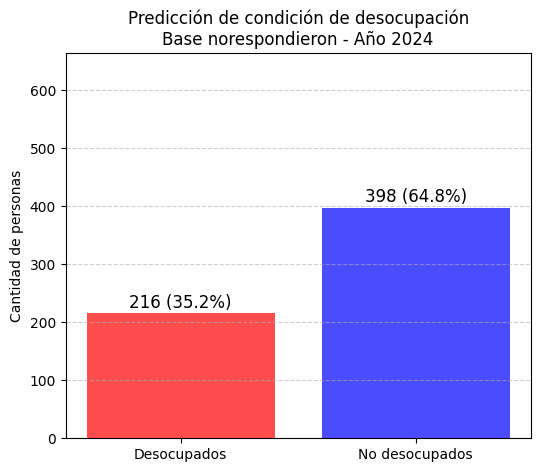 Predicción de condición de desocupación
Base norespondieron - Año 2024
Cantidad de personas
600
500
400
300
200
100
0
398 (64.8%)
216 (35.2%)
Desocupados
No desocupados